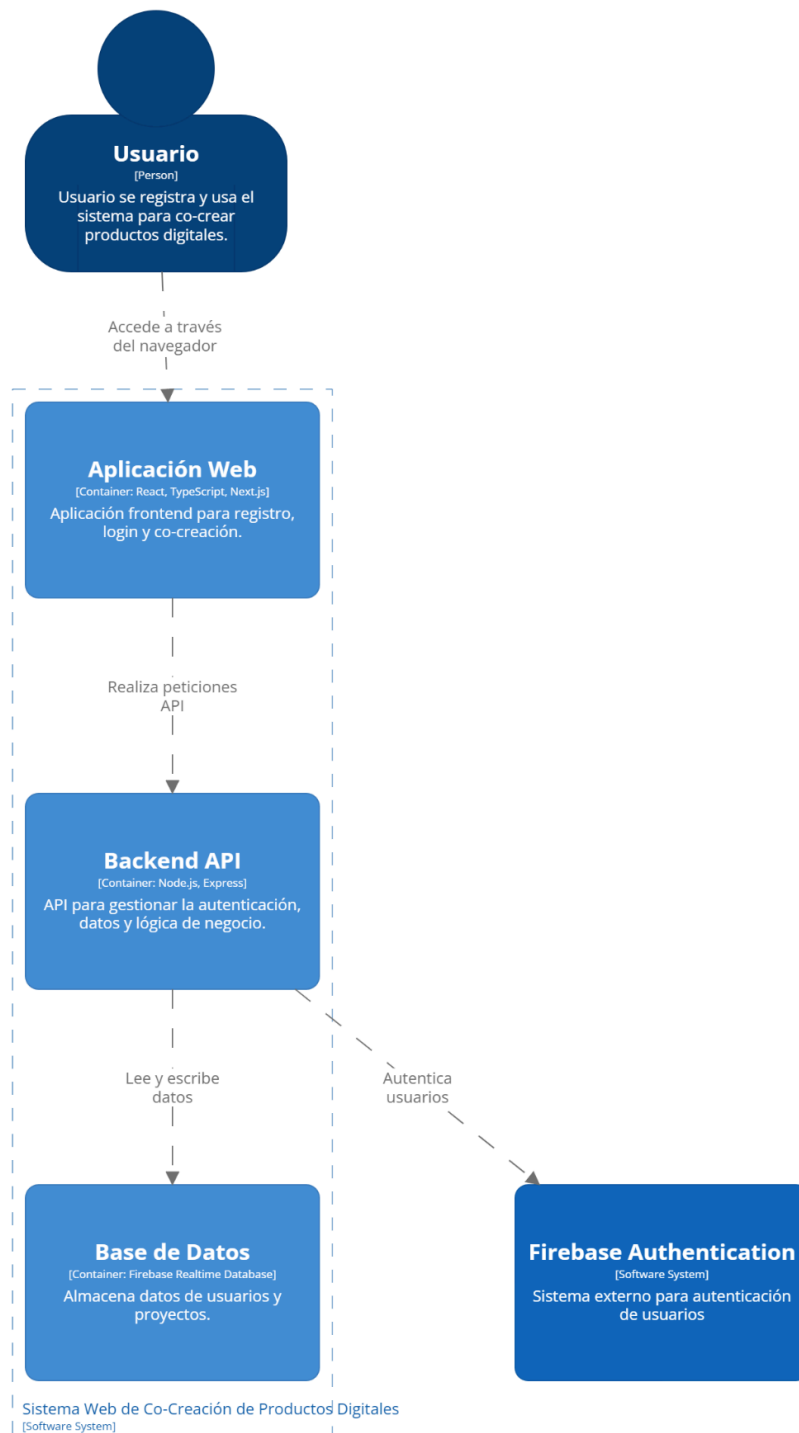 Usuario
[Person]
Usuario se registra y usa el
sistema para co-crear
productos digitales.
Accede a través
del navegador
Aplicación Web
[Container: React, TypeScript, Next.js]
Aplicación frontend para registro,
login y co-creación.
Realiza peticiones
API
Backend API
[Container: Node.js, Express]
API para gestionar la autenticación,
datos y lógica de negocio.
Lee y escribe
datos
Autentica
usuarios
Base de Datos
[Container: Firebase Realtime Database]
Almacena datos de usuarios y
proyectos.
Firebase Authentication
[Software System]
Sistema externo para autenticación
de usuarios
Sistema Web de Co-Creación de Productos Digitales
[Software System]